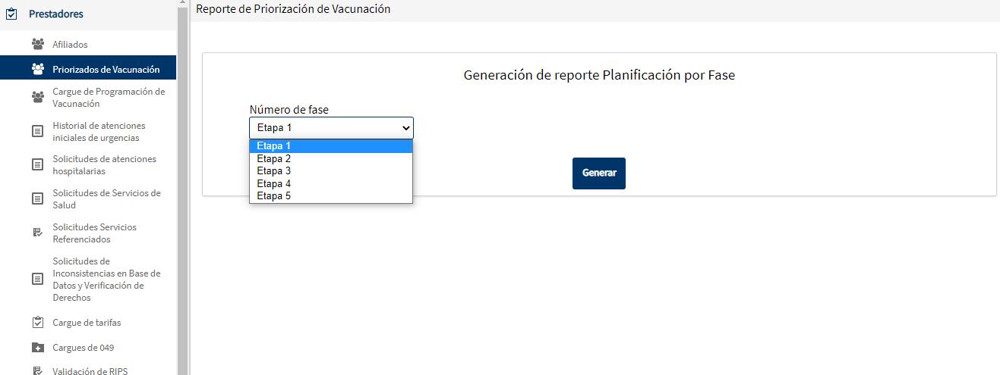 Prestadores
Afiliados
Priorizados de Vacunación
Cargue de Programación de
Vacunación
Historial de atenciones
iniciales de urgencias
Solicitudes de atenciones
hospitalarias
Solicitudes de Servicios de
Salud
Solicitudes Servicios
Referenciados
Solicitudes de
Inconsistencias en Base de
Datos y Verificación de
Derechos
Cargue de tarifas
Cargues de 049
Validación de RIPS
Reporte de Priorización de Vacunación
Generación de reporte Planificación por Fase
Número de fase
Etapa 1
Etapa 1
Etapa 2
Etapa 3
Etapa 4
Etapa 5
Generar